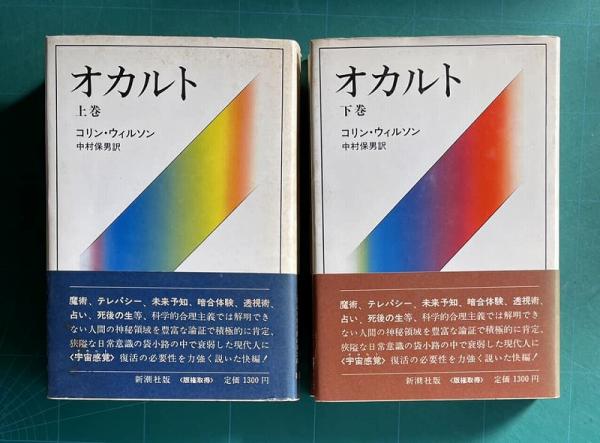 オカルト
上巻
コリン・ウィルソン
中村保男訳
魔術、テレパシー、未来予知、暗合体験、透視術、
占い、死後の生等、科学的合理主義では解明でき
ない人間の神秘領域を豊富な論証で積極的に肯定、
狭隘な日常意識の袋小路の中で衰弱した現代人に
〈宇宙感覚〉復活の必要性を力強く説いた快編!
新潮社版 〈版権取得〉 定価1300円
オカルト
下巻
コリン・ウィルソン
中村保男訳
魔術、テレパシー、未来予知、暗合体験、透視術、
占い、死後の生等、科学的合理主義では解明でき
ない人間の神秘領域を豊富な論証で積極的に肯定、
狭隘な日常意識の袋小路の中で衰弱した現代人に
〈宇宙感覚〉復活の必要性を力強く説いた快編!
新潮社版 〈版権取得〉 定価1300円